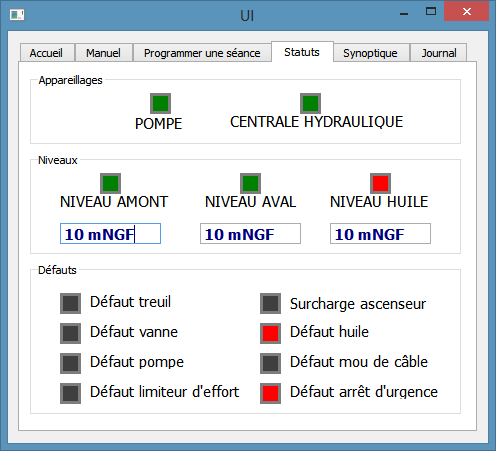 UI
Accueil Manuel Programmer une séance Statuts Synoptique Journal
Appareillages
POMPE CENTRALE HYDRAULIQUE
Niveaux
NIVEAU AMONT NIVEAU AVAL NIVEAU HUILE
10 mNGF 10 mNGF 10 mNGF
Défauts
Défaut treuil Surcharge ascenseur
Défaut vanne Défaut huile
Défaut pompe Défaut mou de câble
Défaut limiteur d'effort Défaut arrêt d'urgence